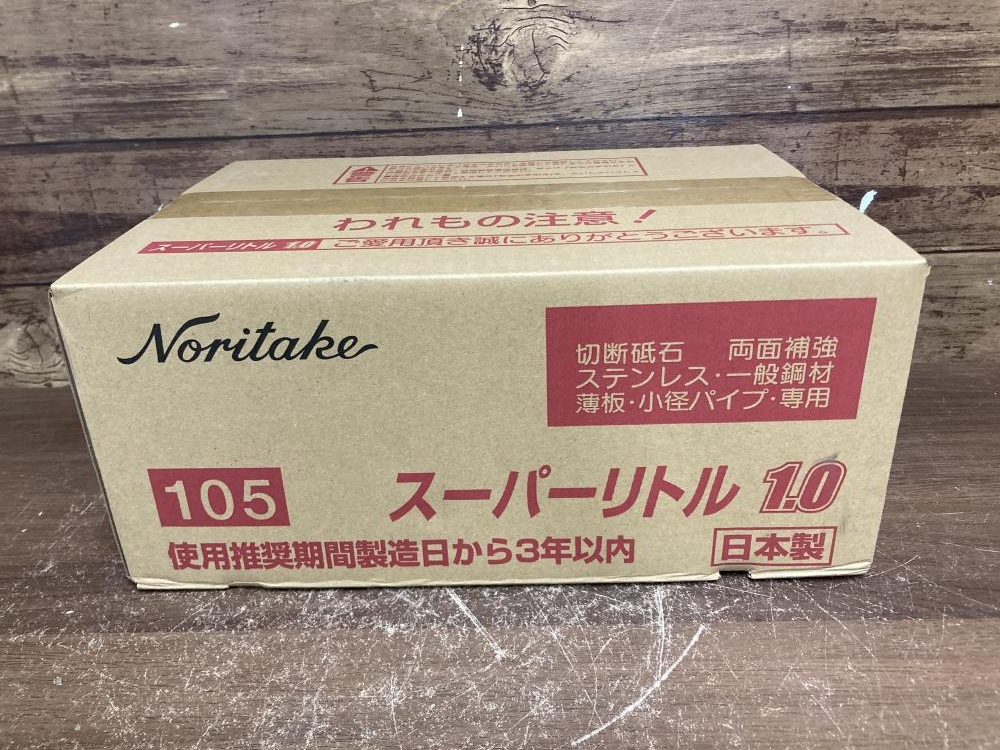 われもの注意!
スーパーリトル 1.0 ご愛用頂き誠にありがとうございます。
Noritake
切断砥石 両面補強
ステンレス・一般鋼材
薄板・小径パイプ・専用
105 スーパーリトル 1.0
使用推奨期間製造日から3年以内 日本製